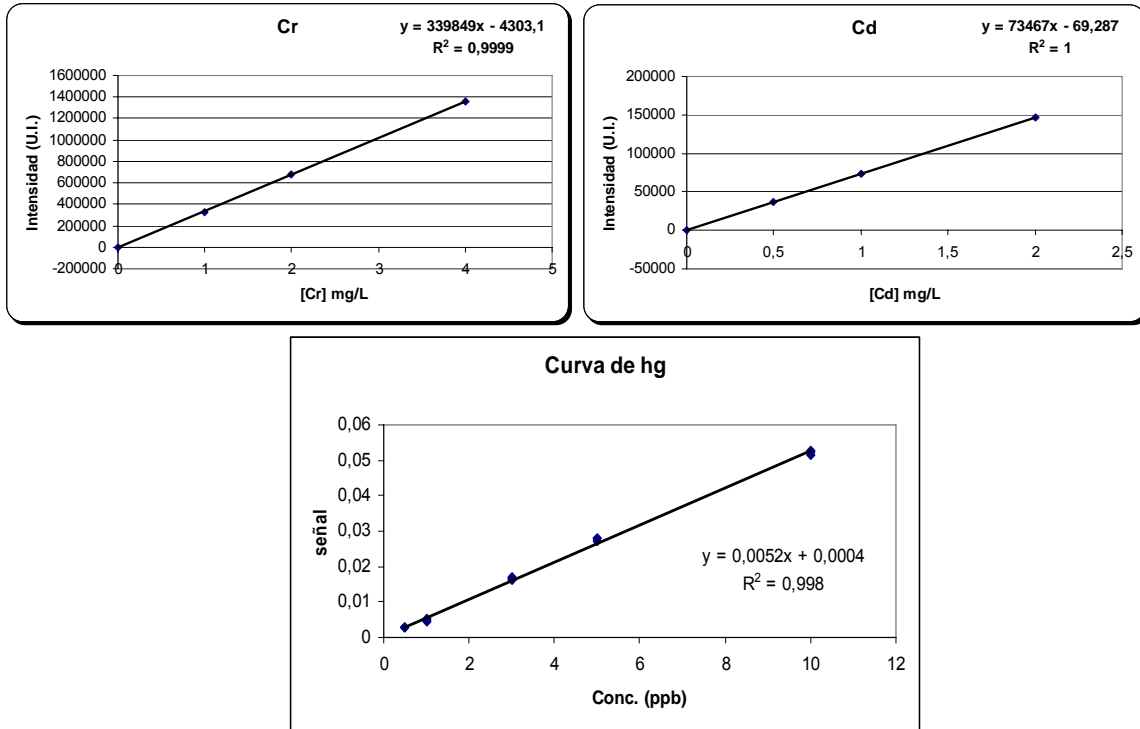 Cr
y = 339849x - 4303,1
R² = 0,9999
1600000
1400000
1200000
1000000
800000
600000
400000
200000
0
-200000
0 1 2 3 4 5
Intensidad (U.I.)
[Cr] mg/L
Cd
y = 73467x - 69,287
R² = 1
200000
150000
100000
50000
0
-50000
0 0,5 1 1,5 2 2,5
Intensidad (U.I.)
[Cd] mg/L
Curva de hg
0,06
0,05
0,04
0,03
0,02
0,01
0
señal
y = 0,0052x + 0,0004
R² = 0,998
0 2 4 6 8 10 12
Conc. (ppb)